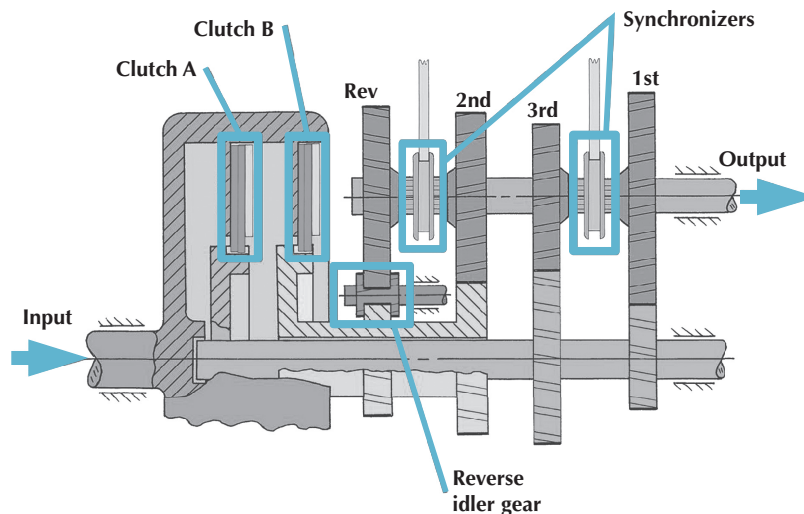 Synchronizers
Clutch B
Clutch A
Rev
2nd
3rd
1st
Output
Input
Reverse
idler gear